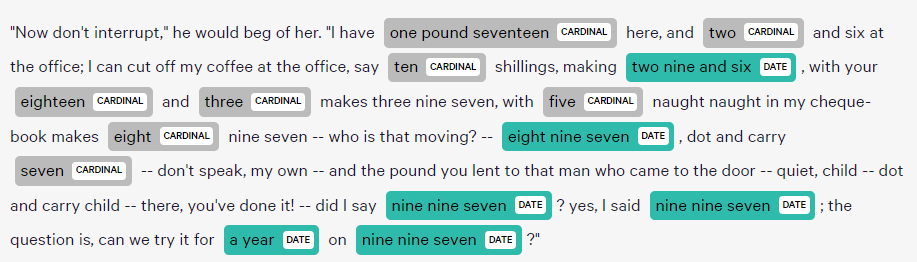 "Now don't interrupt," he would beg of her. "I have one pound seventeen CARDINAL here, and two CARDINAL and six at
the office; I can cut off my coffee at the office, say ten CARDINAL shillings, making two nine and six DATE , with your
eighteen CARDINAL and three CARDINAL makes three nine seven, with five CARDINAL naught naught in my cheque-
book makes eight CARDINAL nine seven -- who is that moving? -- eight nine seven DATE , dot and carry
seven CARDINAL -- don't speak, my own -- and the pound you lent to that man who came to the door -- quiet, child -- dot
and carry child -- there, you've done it! -- did I say nine nine seven DATE ? yes, I said nine nine seven DATE ; the
question is, can we try it for a year DATE on nine nine seven DATE ?"